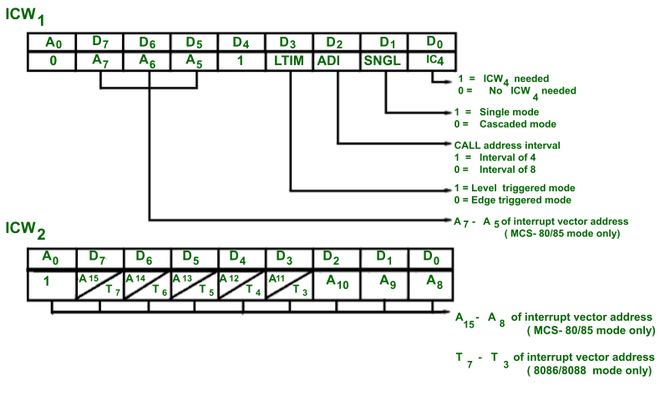 ICW1
A0 D7 D6 D5 D4 D3 D2 D1 D0
0 A7 A6 A5 1 LTIM ADI SNGL IC4
1 = ICW4 needed
0 = No ICW4 needed
1 = Single mode
0 = Cascaded mode
CALL address interval
1 = Interval of 4
0 = Interval of 8
1 = Level triggered mode
0 = Edge triggered mode
A7 - A5 of interrupt vector address
( MCS- 80/85 mode only)
ICW2
A0 D7 D6 D5 D4 D3 D2 D1 D0
1 A15 T7 A14 T6 A13 T5 A12 T4 A11 T3 A10 A9 A8
A15 - A8 of interrupt vector address
( MCS- 80/85 mode only)
T7 - T3 of interrupt vector address
( 8086/8088 mode only)